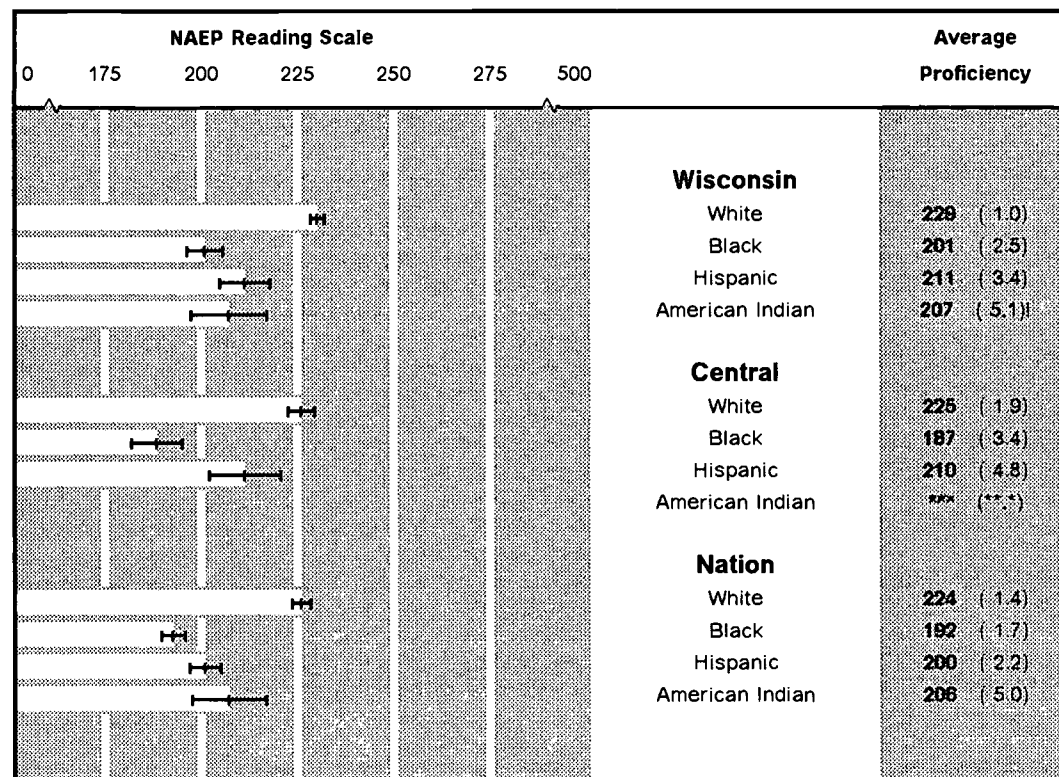 NAEP Reading Scale Average
0 175 200 225 250 275 500 Proficiency
Wisconsin
White 229 ( 1.0)
Black 201 ( 2.5)
Hispanic 211 ( 3.4)
American Indian 207 ( 5.1)!
Central
White 225 ( 1.9)
Black 187 ( 3.4)
Hispanic 210 ( 4.8)
American Indian *** (**.*)
Nation
White 224 ( 1.4)
Black 192 ( 1.7)
Hispanic 200 ( 2.2)
American Indian 206 ( 5.0)